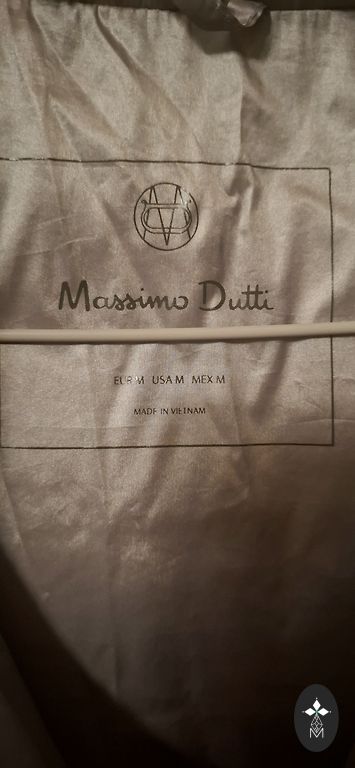 Massimo Dutti
EUR M USA M MEX M
MADE IN VIETNAM
M